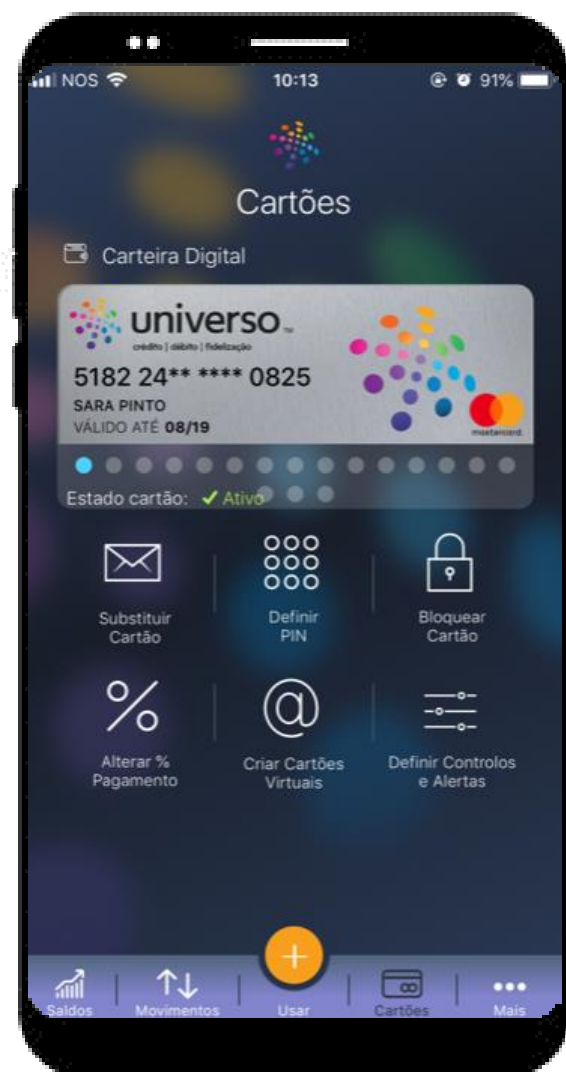 NOS 10:13 91%
Cartões
Carteira Digital
universo
crédito | débito | fidelização
5182 24** **** 0825
SARA PINTO
VÁLIDO ATÉ 08/19
mastercard
Estado cartão: ✓ Ativo
Substituir
Cartão
Definir
PIN
Bloquear
Cartão
%
Alterar %
Pagamento
@
Criar Cartões
Virtuais
Definir Controlos
e Alertas
+
Saldos
Movimentos
Usar
Cartões
Mais